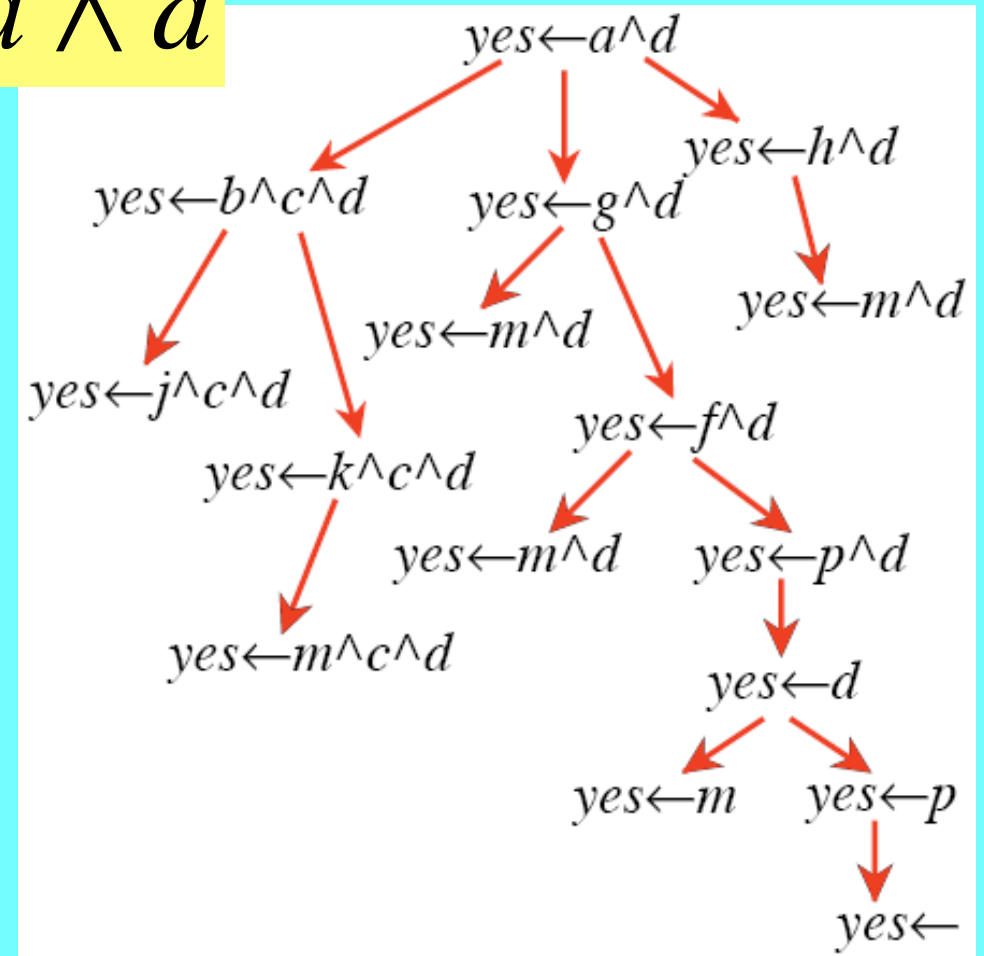 ∧ d
yes←a^d
yes←h^d
yes←b^c^d
yes←g^d
yes←m^d
yes←m^d
yes←j^c^d
yes←f^d
yes←k^c^d
yes←m^d
yes←p^d
yes←m^c^d
yes←d
yes←m
yes←p
yes←